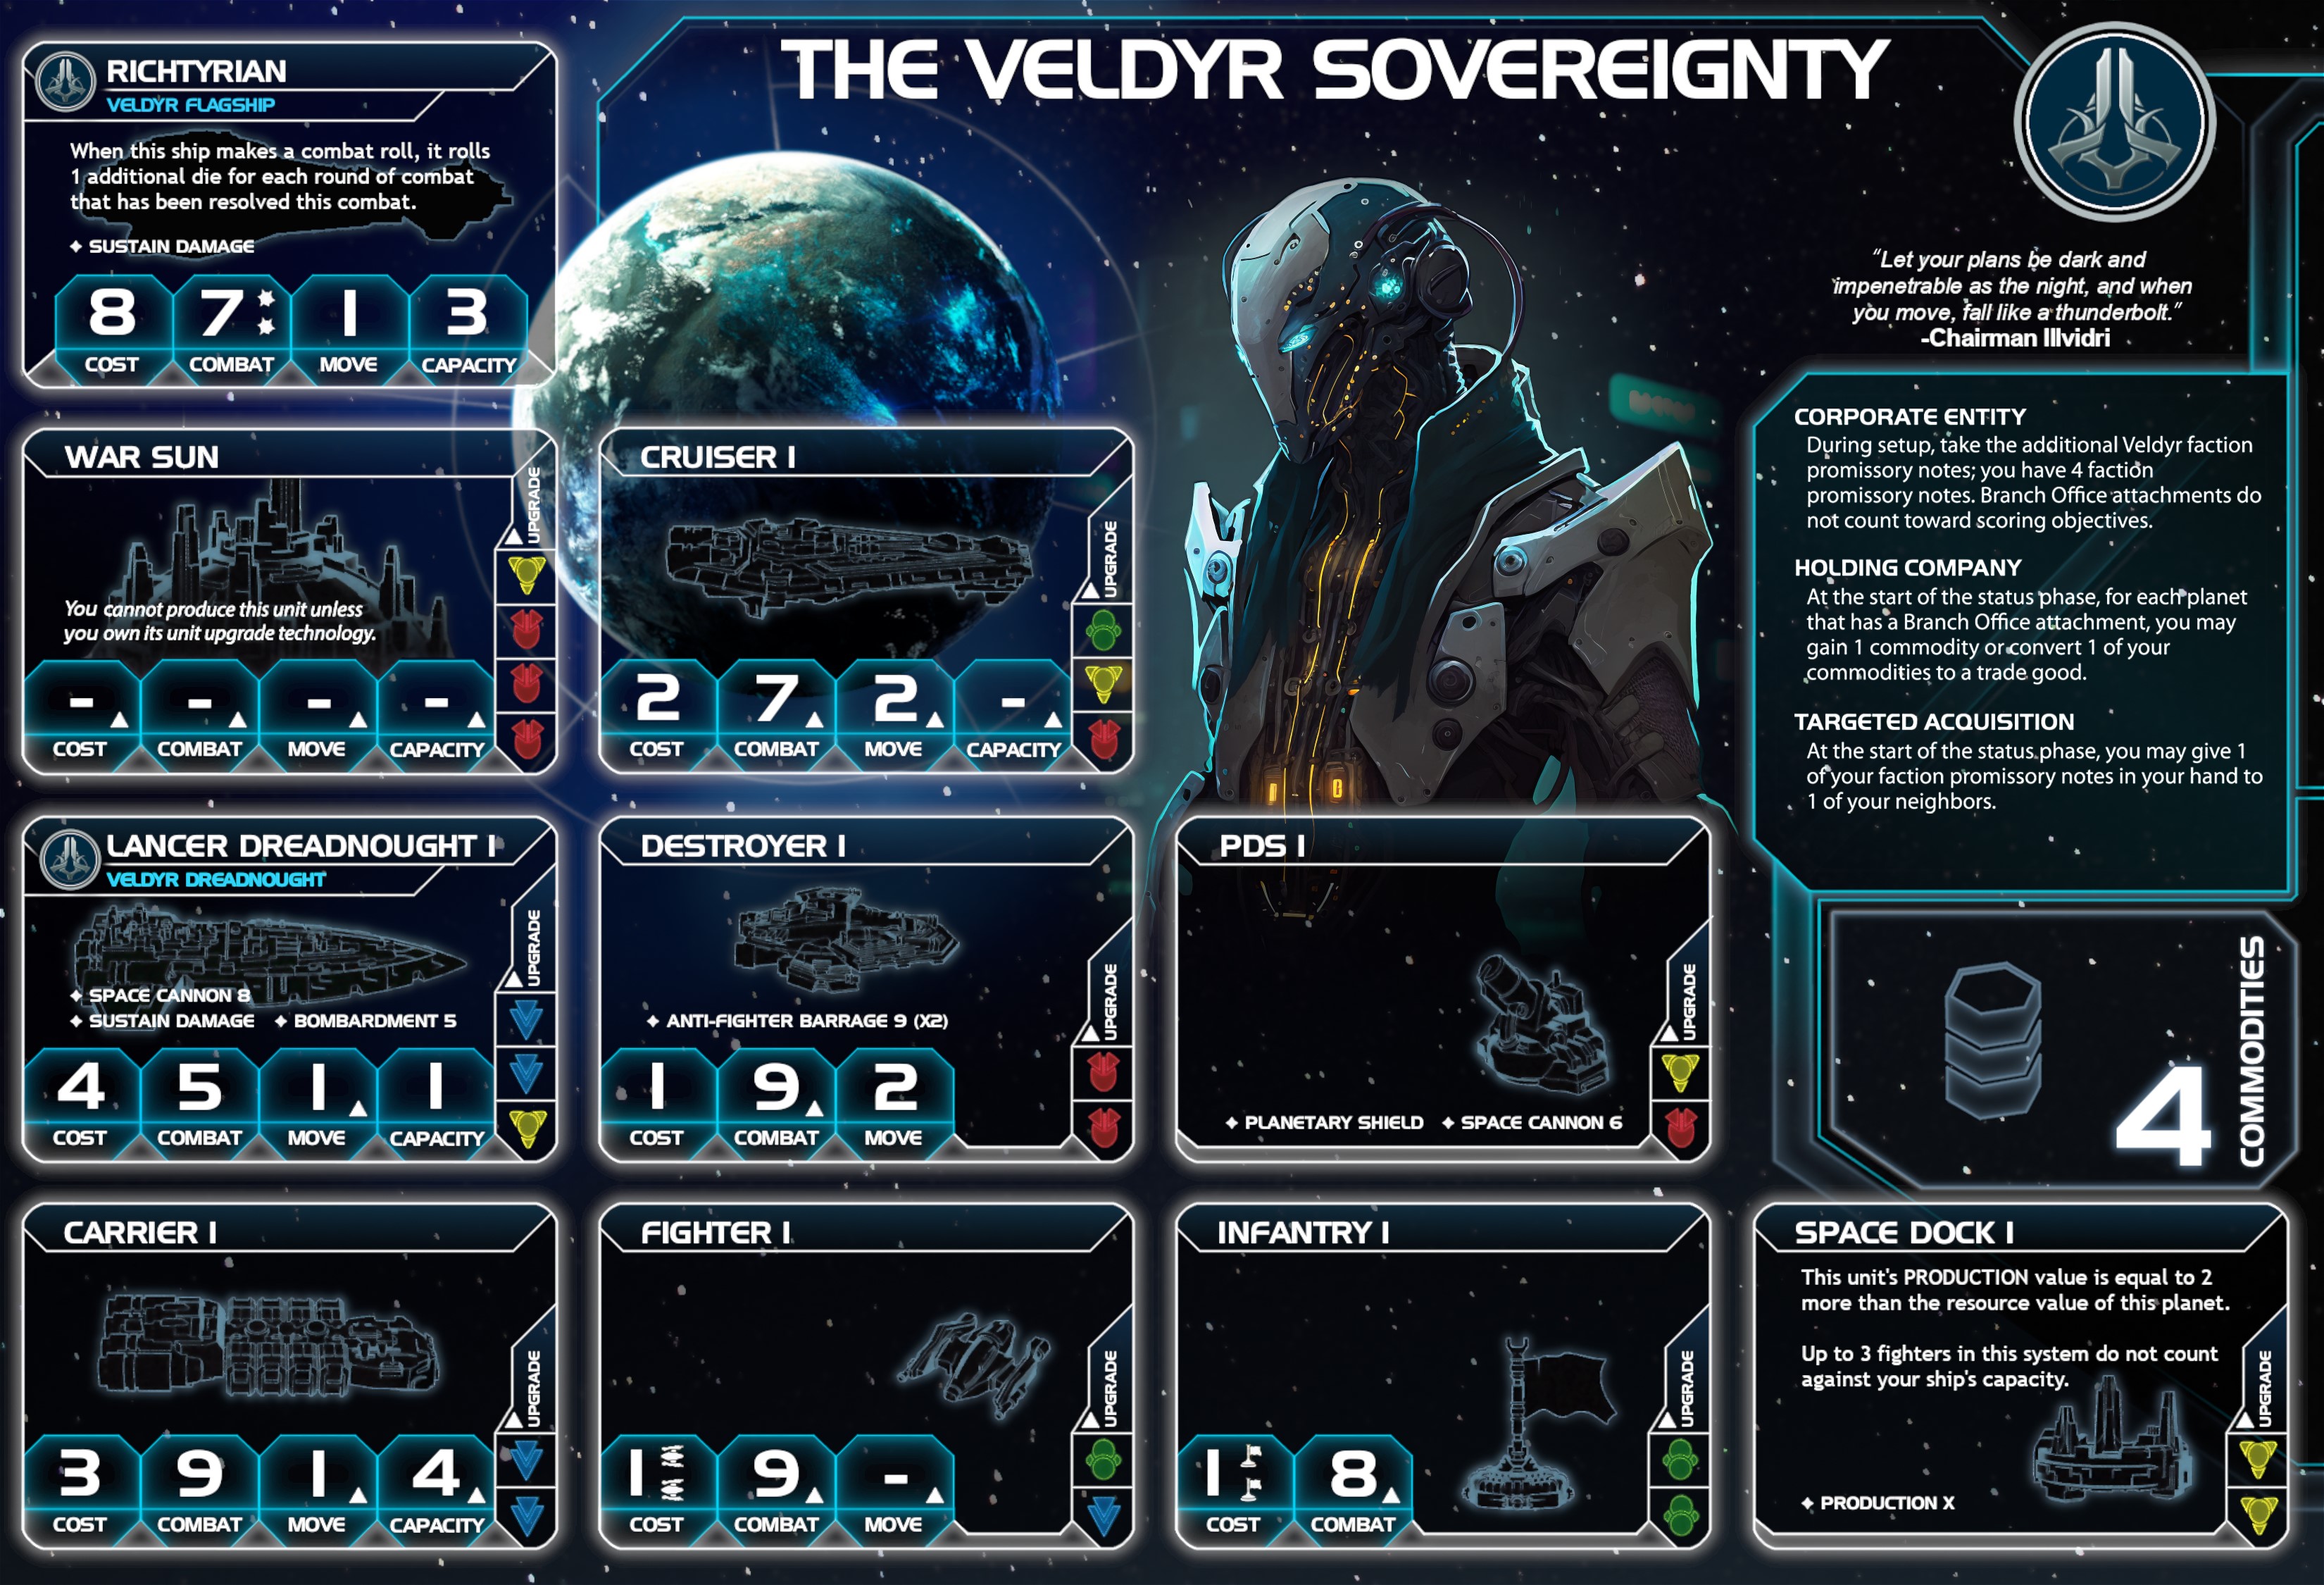 THE VELDYR SOVEREIGNTY
RICHTYRIAN
VELDYR FLAGSHIP
When this ship makes a combat roll, it rolls
1 additional die for each round of combat
that has been resolved this combat.
SUSTAIN DAMAGE
8 7 1 3
COST COMBAT MOVE CAPACITY
“Let your plans be dark and
impenetrable as the night, and when
you move, fall like a thunderbolt.”
-Chairman Illvidri
WAR SUN
UPGRADE
You cannot produce this unit unless
you own its unit upgrade technology.
- - - -
COST COMBAT MOVE CAPACITY
CRUISER I
UPGRADE
2 7 2 -
COST COMBAT MOVE CAPACITY
CORPORATE ENTITY
During setup, take the additional Veldyr faction
promissory notes; you have 4 faction
promissory notes. Branch Office attachments do
not count toward scoring objectives.
HOLDING COMPANY
At the start of the status phase, for each planet
that has a Branch Office attachment, you may
gain 1 commodity or convert 1 of your
commodities to a trade good.
TARGETED ACQUISITION
At the start of the status phase, you may give 1
of your faction promissory notes in your hand to
1 of your neighbors.
LANCER DREADNOUGHT I
VELDYR DREADNOUGHT
UPGRADE
SPACE CANNON 8
SUSTAIN DAMAGE BOMBARDMENT 5
4 5 1 1
COST COMBAT MOVE CAPACITY
DESTROYER I
UPGRADE
ANTI-FIGHTER BARRAGE 9 (X2)
1 9 2
COST COMBAT MOVE
PDS I
UPGRADE
PLANETARY SHIELD SPACE CANNON 6
4
COMMODITIES
CARRIER I
UPGRADE
3 9 1 4
COST COMBAT MOVE CAPACITY
FIGHTER I
UPGRADE
1 9 -
COST COMBAT MOVE
INFANTRY I
UPGRADE
1 8
COST COMBAT
SPACE DOCK I
This unit's PRODUCTION value is equal to 2
more than the resource value of this planet.
Up to 3 fighters in this system do not count
against your ship's capacity.
UPGRADE
PRODUCTION X